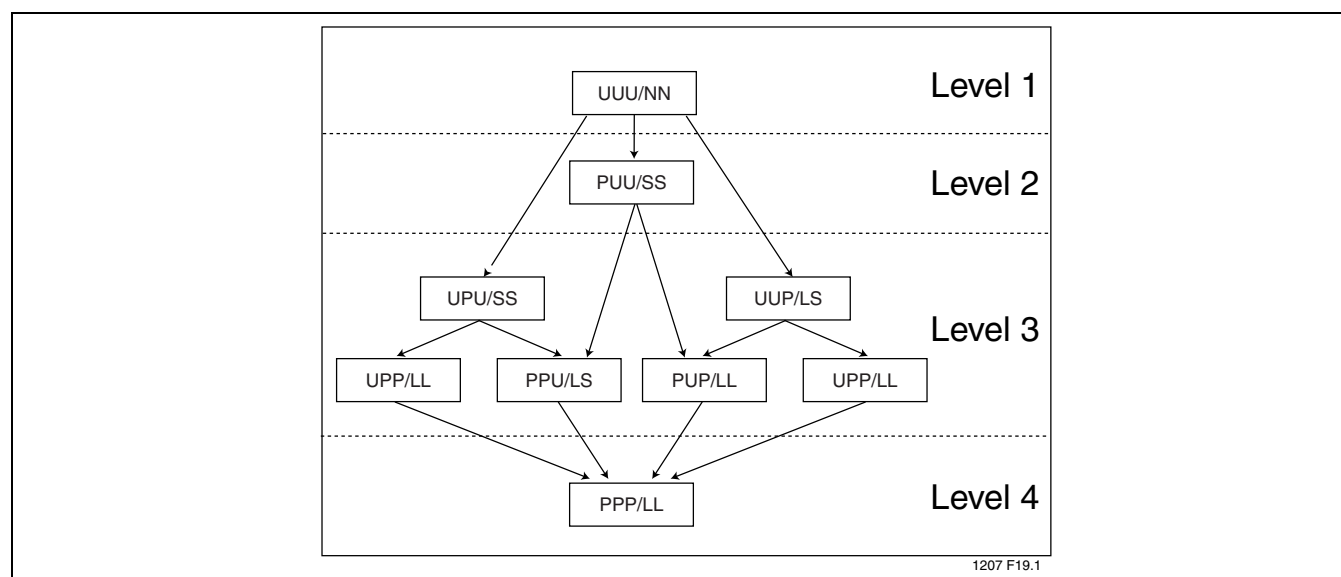 UUU/NN
Level 1
PUU/SS
Level 2
UPU/SS
UUP/LS
Level 3
UPP/LL
PPU/LS
PUP/LL
UPP/LL
PPP/LL
Level 4
1207 F19.1